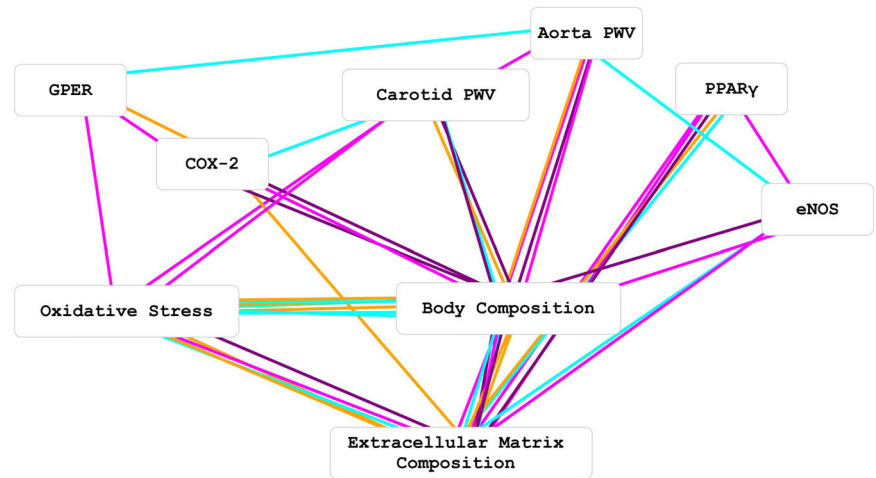 Aorta PWV
GPER
Carotid PWV
PPARγ
COX-2
eNOS
Oxidative Stress
Body Composition
Extracellular Matrix
Composition